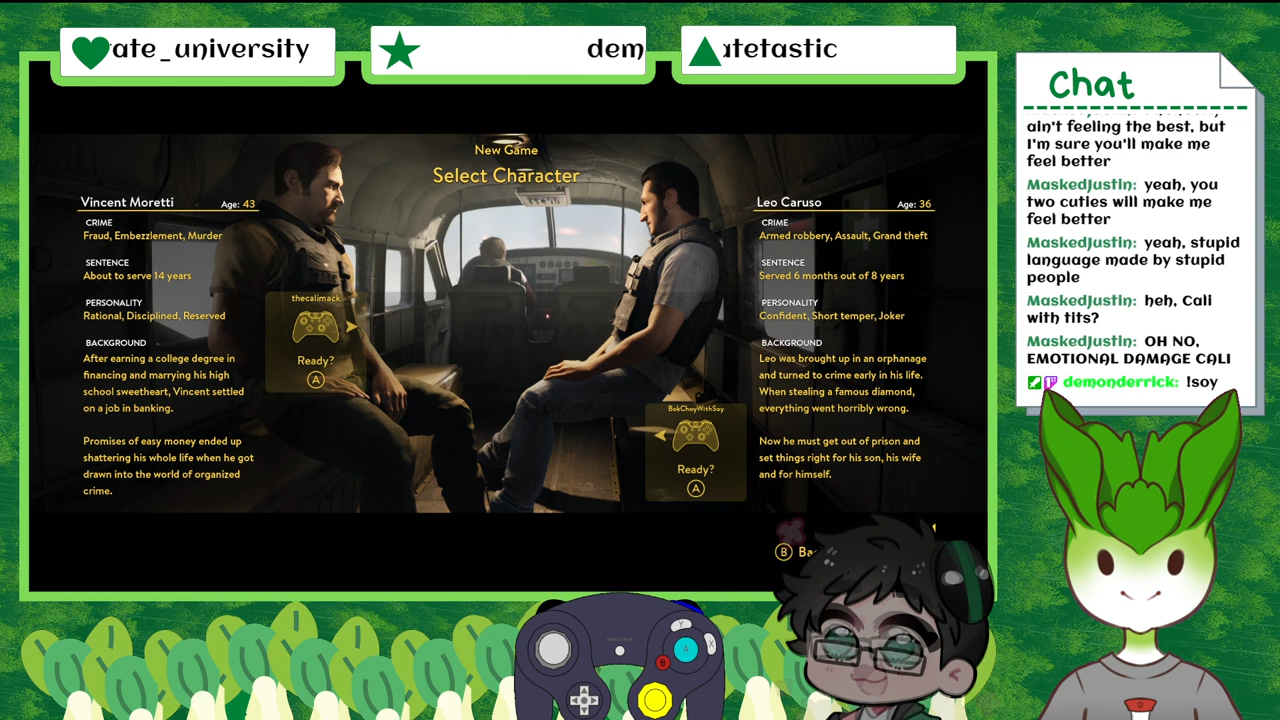 ate_university
dem
atetastic
New Game
Select Character
Vincent Moretti Age: 43
CRIME
Fraud, Embezzlement, Murder
SENTENCE
About to serve 14 years
PERSONALITY
Rational, Disciplined, Reserved
BACKGROUND
After earning a college degree in
financing and marrying his high
school sweetheart, Vincent settled
on a job in banking.
Promises of easy money ended up
shattering his whole life when he got
drawn into the world of organized
crime.
thecalimack
Ready?
A
BokChoyWithSoy
Ready?
A
Leo Caruso Age: 36
CRIME
Armed robbery, Assault, Grand theft
SENTENCE
Served 6 months out of 8 years
PERSONALITY
Confident, Short temper, Joker
BACKGROUND
Leo was brought up in an orphanage
and turned to crime early in his life.
When stealing a famous diamond,
everything went horribly wrong.
Now he must get out of prison and
set things right for his son, his wife
and for himself.
B Ba
Chat
ain't feeling the best, but
I'm sure you'll make me
feel better
MaskedJustin: yeah, you
two cuties will make me
feel better
MaskedJustin: yeah, stupid
language made by stupid
people
MaskedJustin: heh, Cali
with tits?
MaskedJustin: OH NO,
EMOTIONAL DAMAGE CALI
demonderrick: !soy
Y
X
A
B